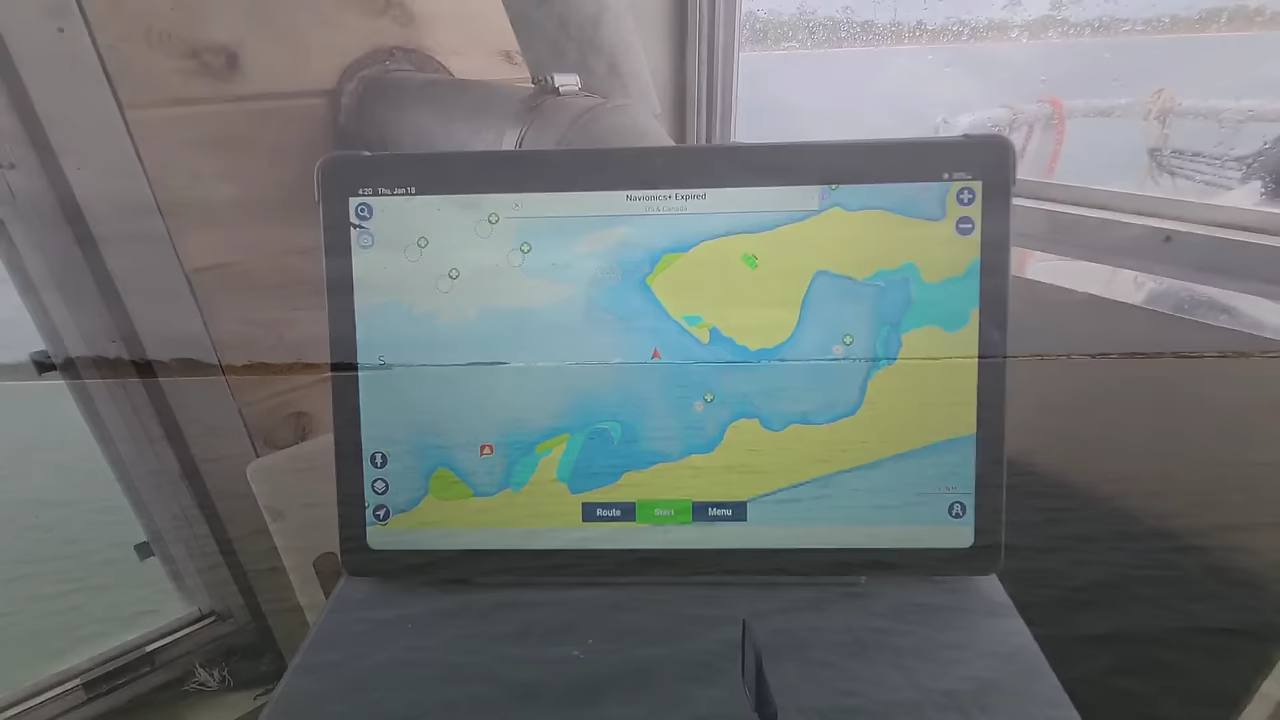 4:20 Thu, Jan 18
Navionics+ Expired
US & Canada
S
Route Start Menu